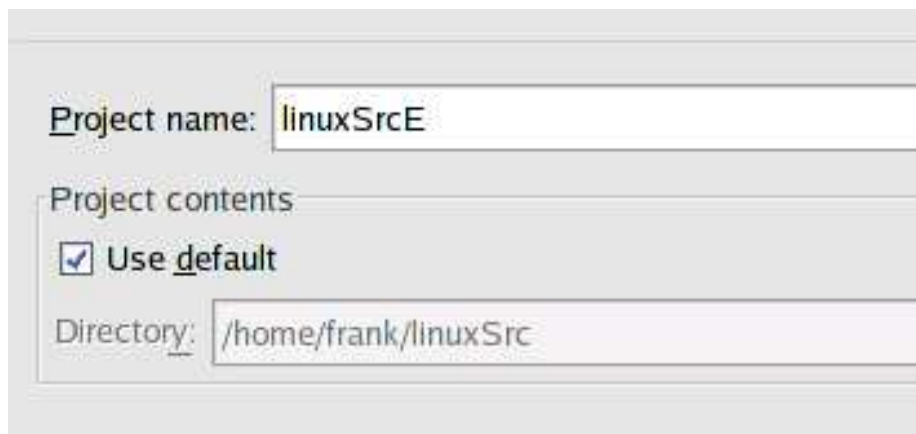 Project name: linuxSrcE
Project contents
Use default
Directory: /home/frank/linuxSrc